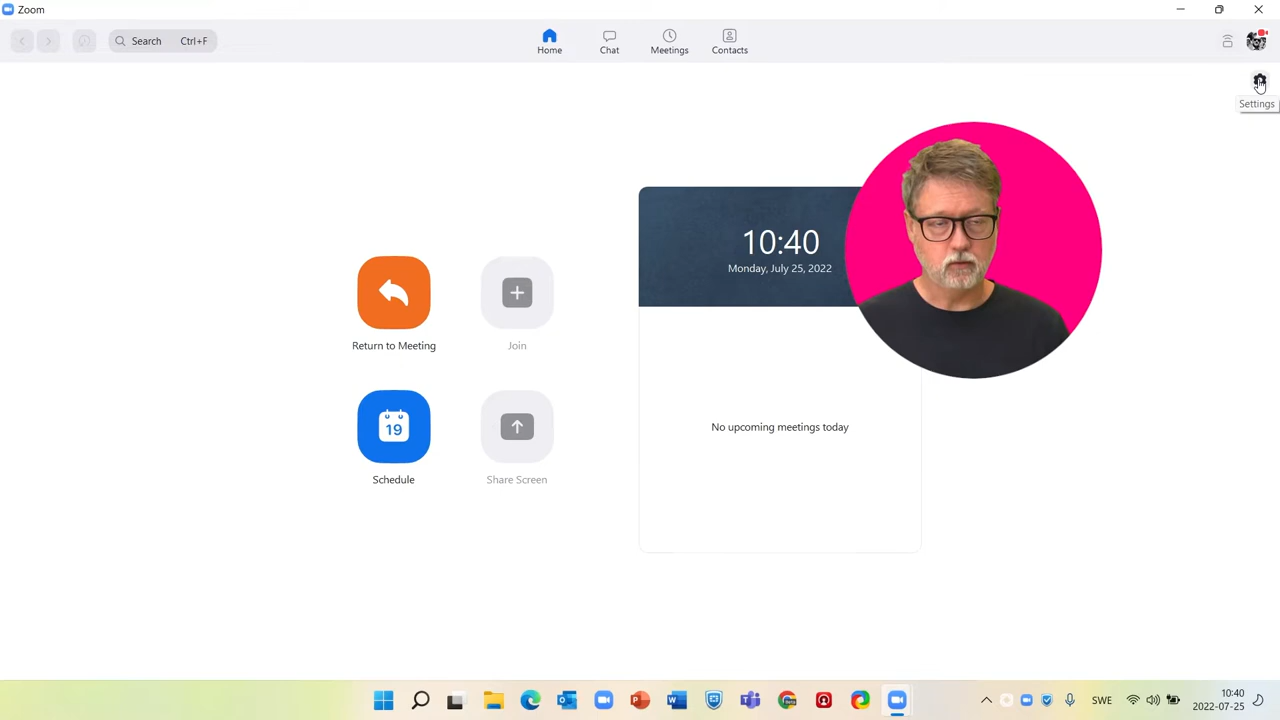 Zoom
Search Ctrl+F
Home
Chat
Meetings
Contacts
Settings
10:40
Monday, July 25, 2022
Return to Meeting
Join
19
Schedule
Share Screen
No upcoming meetings today
SWE
10:40
2022-07-25